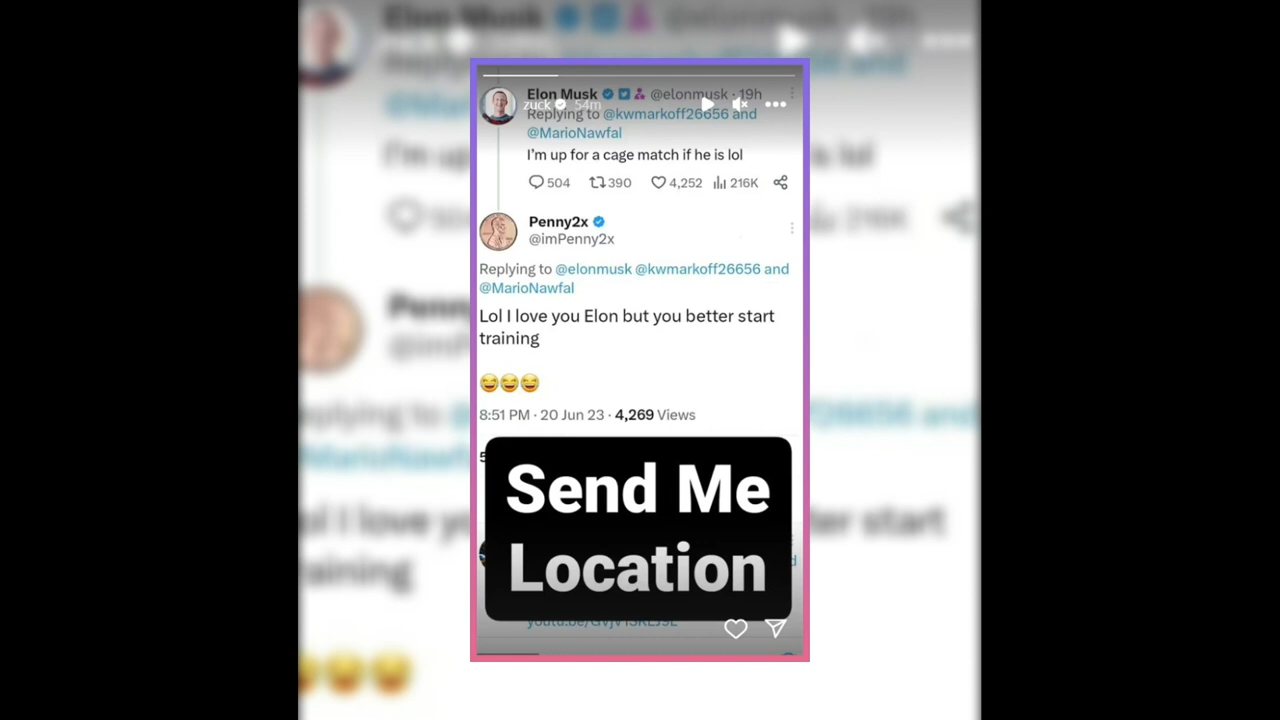 Elon Musk @elonmusk · 19h
zuck 54m
Replying to @kwmarkoff26656 and
@MarioNawfal
I'm up for a cage match if he is lol
504 390 4,252 216K
Penny2x
@imPenny2x
Replying to @elonmusk @kwmarkoff26656 and
@MarioNawfal
Lol I love you Elon but you better start
training
😂😂😂
8:51 PM · 20 Jun 23 · 4,269 Views
Send Me
Location